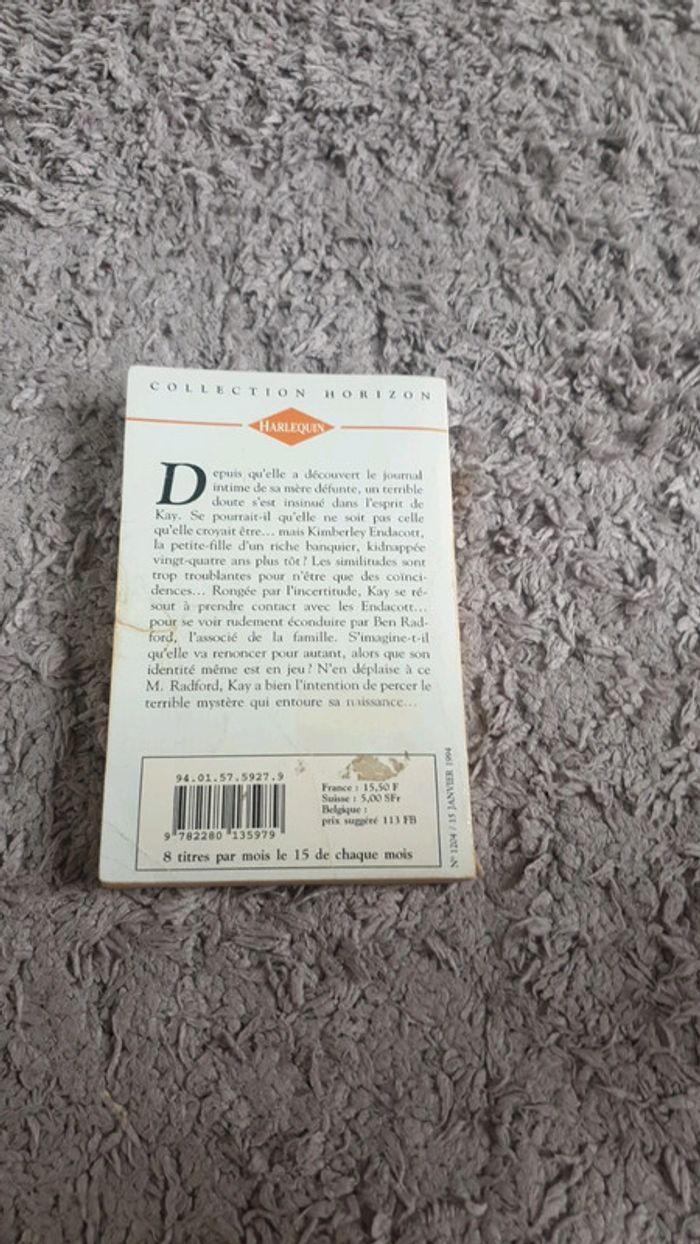 COLLECTION HORIZON
HARLEQUIN
Depuis qu'elle a découvert le journal
intime de sa mère défunte, un terrible
doute s'est insinué dans l'esprit de
Kay. Se pourrait-il qu'elle ne soit pas celle
qu'elle croyait être... mais Kimberley Endacott,
la petite-fille d'un riche banquier, kidnappée
vingt-quatre ans plus tôt ? Les similitudes sont
trop troublantes pour n'être que des coïnci-
dences... Rongée par l'incertitude, Kay se ré-
sout à prendre contact avec les Endacott...
pour se voir rudement éconduire par Ben Rad-
ford, l'associé de la famille. S'imagine-t-il
qu'elle va renoncer pour autant, alors que son
identité même est en jeu ? N'en déplaise à ce
M. Radford, Kay a bien l'intention de percer le
terrible mystère qui entoure sa naissance...
94.01.57.5927.9
9 782280 135979
France : 15,50 F
Suisse : 5,00 SFr
Belgique :
prix suggéré 113 FB
8 titres par mois le 15 de chaque mois
N° 1204 / 15 JANVIER 1994